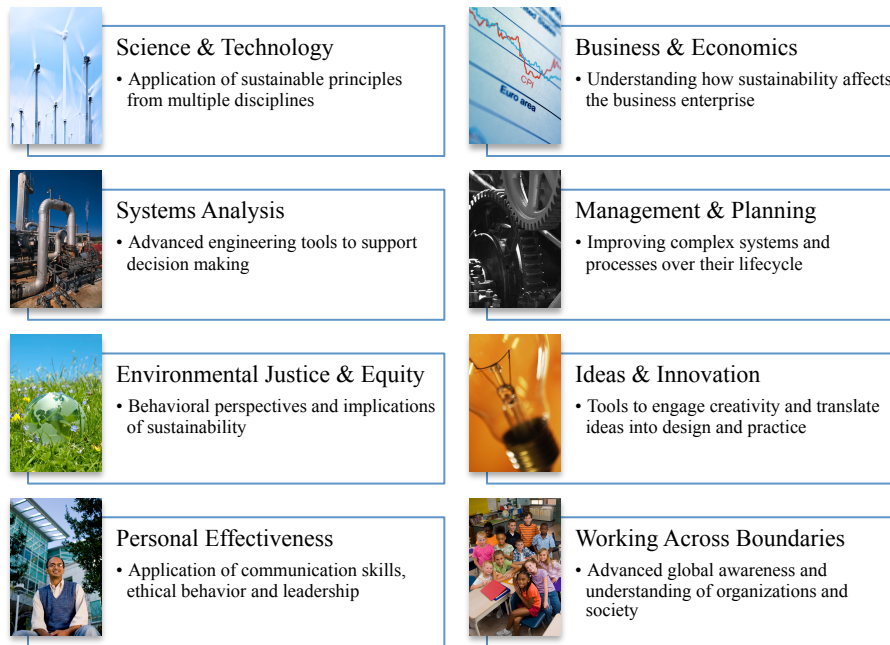 Science & Technology
• Application of sustainable principles
from multiple disciplines
Business & Economics
• Understanding how sustainability affects
the business enterprise
CPI
Euro area
Systems Analysis
• Advanced engineering tools to support
decision making
Management & Planning
• Improving complex systems and
processes over their lifecycle
Environmental Justice & Equity
• Behavioral perspectives and implications
of sustainability
Ideas & Innovation
• Tools to engage creativity and translate
ideas into design and practice
Personal Effectiveness
• Application of communication skills,
ethical behavior and leadership
Working Across Boundaries
• Advanced global awareness and
understanding of organizations and
society